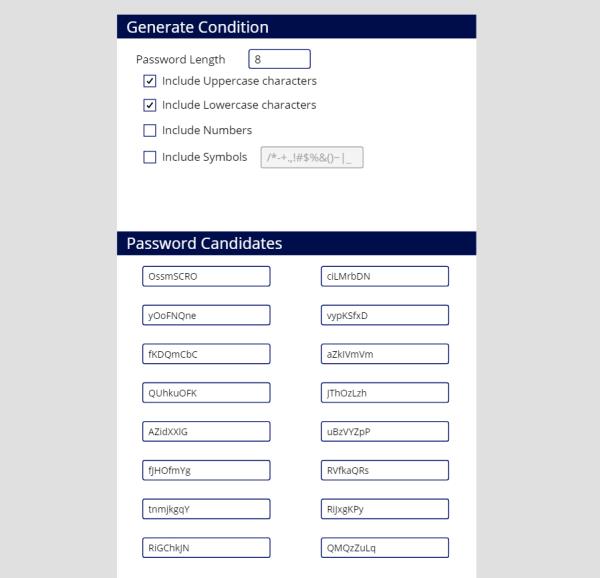 Generate Condition
Password Length 8
Include Uppercase characters
Include Lowercase characters
Include Numbers
Include Symbols /*-+.,!#$%&()~|_
Password Candidates
OssmSCRO ciLMrbDN
yOoFNQne vypKSfxD
fKDQmCbC aZkIVmVm
QUhkuOFK JThOzLzh
AZidXXlG uBzVYZpP
fJHOfmYg RVfkaQRs
tnmJkgqY RiJxgKPy
RiGChkJN QMQzZuLq